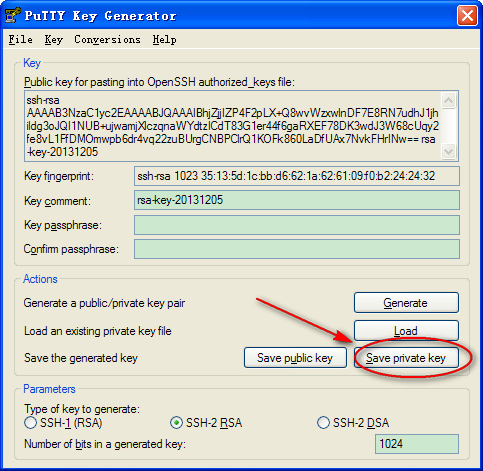 PuTTY Key Generator
File Key Conversions Help
Key
Public key for pasting into OpenSSH authorized_keys file:
ssh-rsa
AAAAB3NzaC1yc2EAAAABJQAAAIBhjZjjIZP4F2pLX+Q8wvWzxwlnDF7E8RN7udhJ1jh
ildg3oJQI1NUB+ujwamjXlczqnaWYdtzICdT83G1er44f6gaRXEF78DK3wdJ3W68cUqy2
fe8vL1FfDMOmwpb6dr4vq22zuBUrgCNBPClrQ1KOFk860LaDfUAx7NvkFHrlNw== rsa
-key-20131205
Key fingerprint: ssh-rsa 1023 35:13:5d:1c:bb:d6:62:1a:62:61:09:f0:b2:24:24:32
Key comment: rsa-key-20131205
Key passphrase:
Confirm passphrase:
Actions
Generate a public/private key pair Generate
Load an existing private key file Load
Save the generated key Save public key Save private key
Parameters
Type of key to generate:
SSH-1 (RSA) SSH-2 RSA SSH-2 DSA
Number of bits in a generated key: 1024